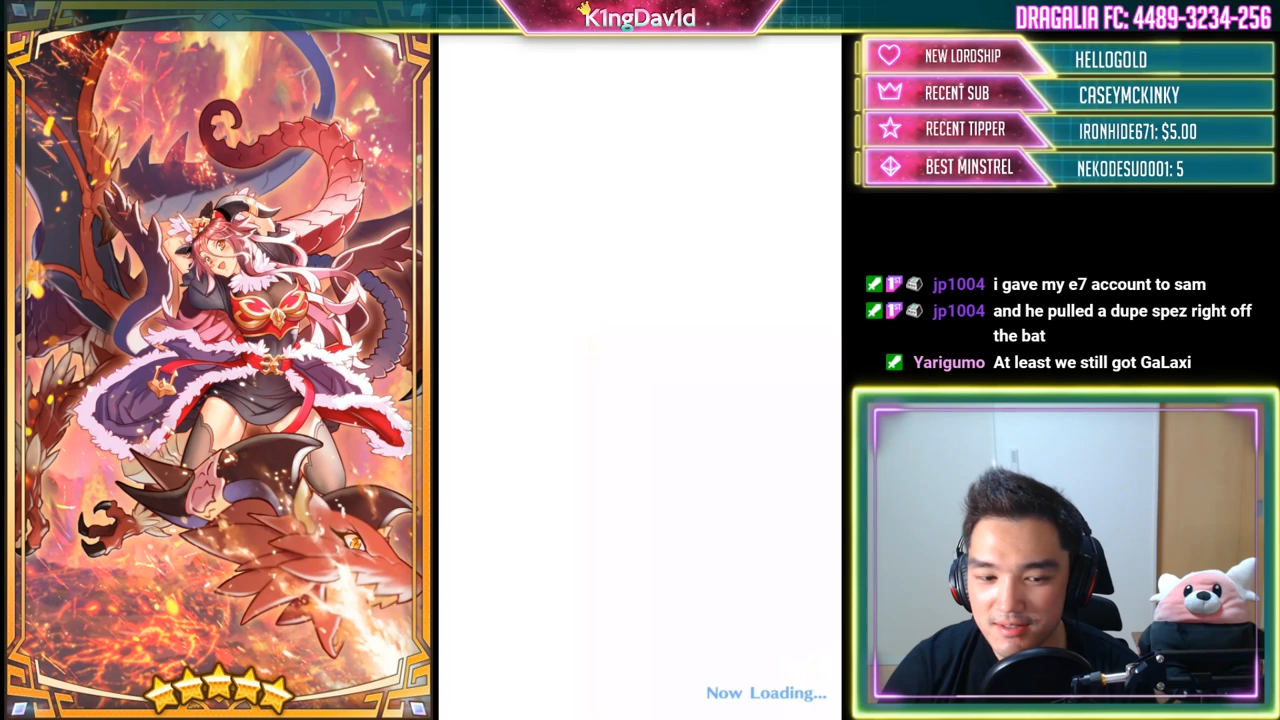 K1ngDav1d
DRAGALIA FC: 4489-3234-256
NEW LORDSHIP
HELLOGOLD
RECENT SUB
CASEYMCKINKY
RECENT TIPPER
IRONHIDE671: $5.00
BEST MINSTREL
NEKODESU0001: 5
jp1004 i gave my e7 account to sam
jp1004 and he pulled a dupe spez right off
the bat
Yarigumo At least we still got GaLaxi
Now Loading...